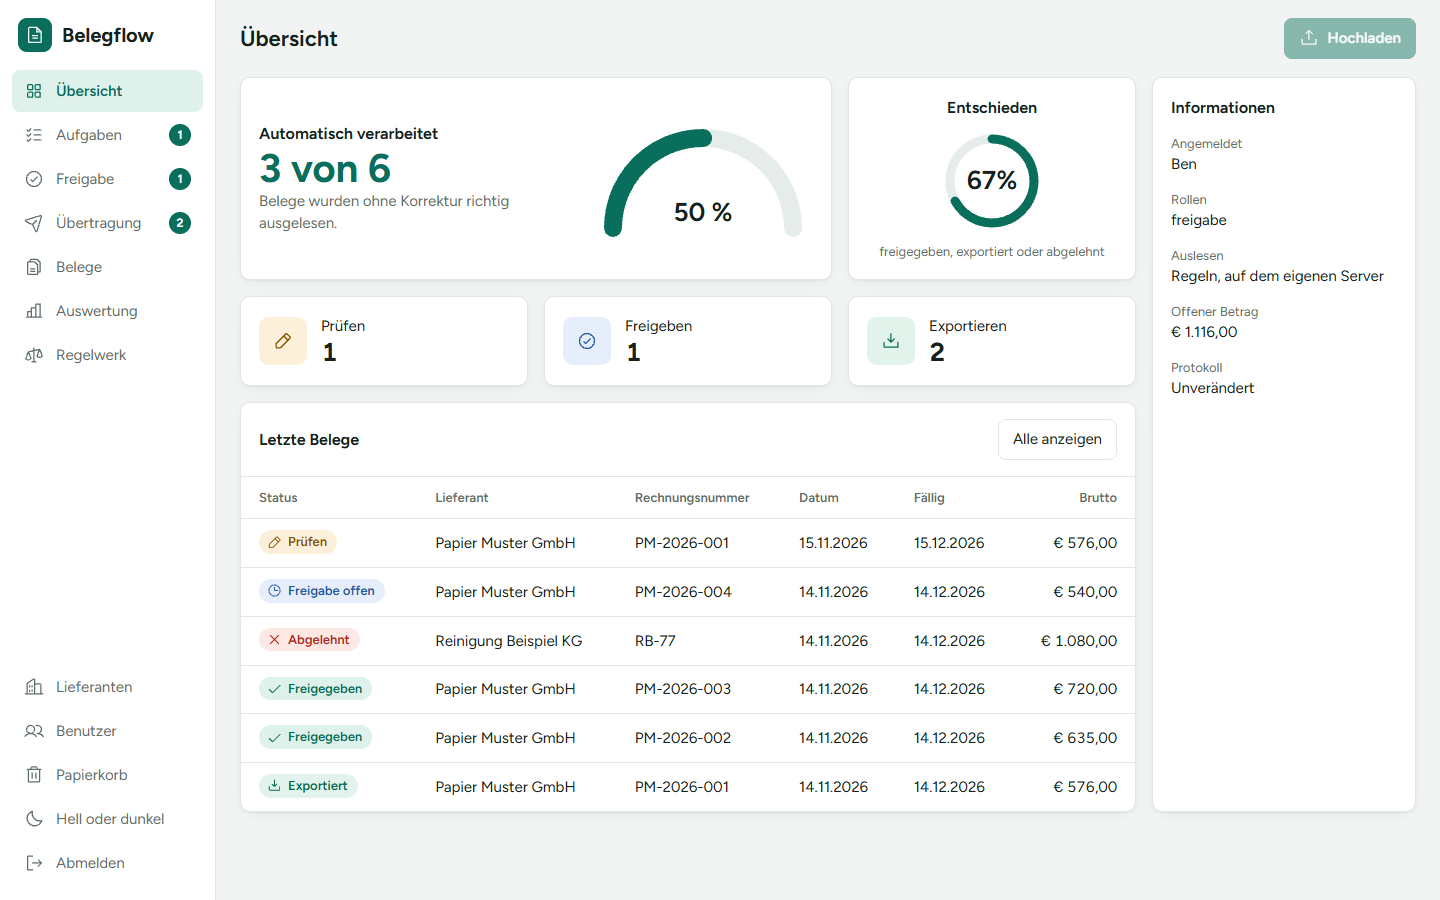 Belegflow
Übersicht
Aufgaben 1
Freigabe 1
Übertragung 2
Belege
Auswertung
Regelwerk
Lieferanten
Benutzer
Papierkorb
Hell oder dunkel
Abmelden
Übersicht
Hochladen
Automatisch verarbeitet
3 von 6
Belege wurden ohne Korrektur richtig
ausgelesen.
50 %
Entschieden
67%
freigegeben, exportiert oder abgelehnt
Prüfen
1
Freigeben
1
Exportieren
2
Letzte Belege
Alle anzeigen
Status Lieferant Rechnungsnummer Datum Fällig Brutto
Prüfen Papier Muster GmbH PM-2026-001 15.11.2026 15.12.2026 € 576,00
Freigabe offen Papier Muster GmbH PM-2026-004 14.11.2026 14.12.2026 € 540,00
Abgelehnt Reinigung Beispiel KG RB-77 14.11.2026 14.12.2026 € 1.080,00
Freigegeben Papier Muster GmbH PM-2026-003 14.11.2026 14.12.2026 € 720,00
Freigegeben Papier Muster GmbH PM-2026-002 14.11.2026 14.12.2026 € 635,00
Exportiert Papier Muster GmbH PM-2026-001 14.11.2026 14.12.2026 € 576,00
Informationen
Angemeldet
Ben
Rollen
freigabe
Auslesen
Regeln, auf dem eigenen Server
Offener Betrag
€ 1.116,00
Protokoll
Unverändert